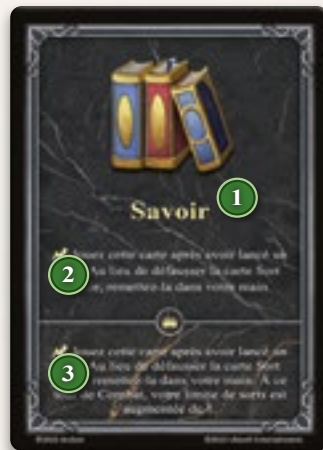 Savoir
1
Jouez cette carte après avoir lancé un
2
Au lieu de défausser la carte Sort
remettez-la dans votre main.
Jouez cette carte après avoir lancé un
3
Au lieu de défausser la carte Sort
remettez-la dans votre main. À ce
de Combat, votre limite de sorts est
augmentée de